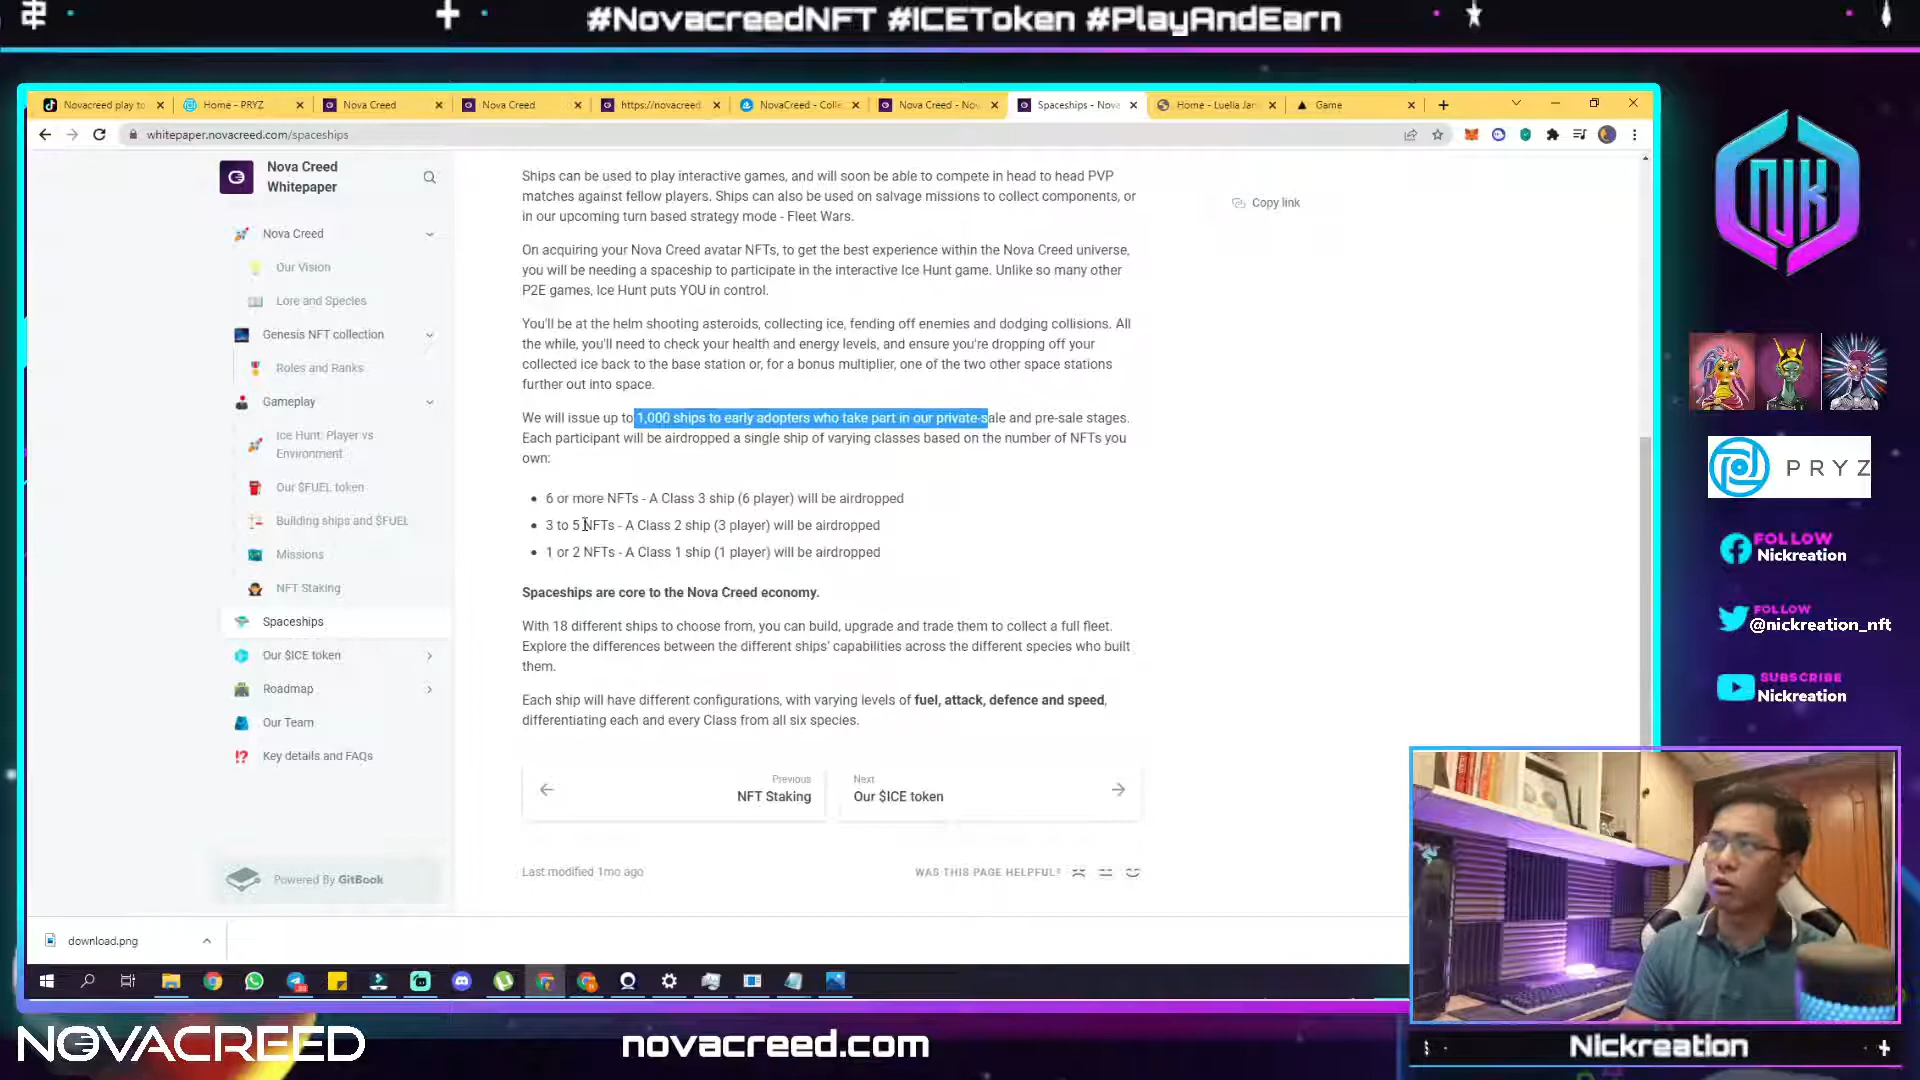 #NovacreedNFT #ICEToken #PlayAndEarn
Novacreed play to
Home - PRYZ
Nova Creed
Nova Creed
https://novacreed.
NovaCreed - Colle
Nova Creed - Nov
Spaceships - Nova
Home - Luella Jan
Game
whitepaper.novacreed.com/spaceships
Nova Creed
Whitepaper
Nova Creed
Our Vision
Lore and Species
Genesis NFT collection
Roles and Ranks
Gameplay
Ice Hunt: Player vs
Environment
Our $FUEL token
Building ships and $FUEL
Missions
NFT Staking
Spaceships
Our $ICE token
Roadmap
Our Team
Key details and FAQs
Powered By GitBook
Ships can be used to play interactive games, and will soon be able to compete in head to head PVP
matches against fellow players. Ships can also be used on salvage missions to collect components, or
in our upcoming turn based strategy mode - Fleet Wars.
On acquiring your Nova Creed avatar NFTs, to get the best experience within the Nova Creed universe,
you will be needing a spaceship to participate in the interactive Ice Hunt game. Unlike so many other
P2E games, Ice Hunt puts YOU in control.
You'll be at the helm shooting asteroids, collecting ice, fending off enemies and dodging collisions. All
the while, you'll need to check your health and energy levels, and ensure you're dropping off your
collected ice back to the base station or, for a bonus multiplier, one of the two other space stations
further out into space.
We will issue up to 1,000 ships to early adopters who take part in our private-sale and pre-sale stages.
Each participant will be airdropped a single ship of varying classes based on the number of NFTs you
own:
6 or more NFTs - A Class 3 ship (6 player) will be airdropped
3 to 5 NFTs - A Class 2 ship (3 player) will be airdropped
1 or 2 NFTs - A Class 1 ship (1 player) will be airdropped
Spaceships are core to the Nova Creed economy.
With 18 different ships to choose from, you can build, upgrade and trade them to collect a full fleet.
Explore the differences between the different ships' capabilities across the different species who built
them.
Each ship will have different configurations, with varying levels of fuel, attack, defence and speed,
differentiating each and every Class from all six species.
Previous
NFT Staking
Next
Our $ICE token
Last modified 1mo ago
WAS THIS PAGE HELPFUL?
Copy link
download.png
PRYZ
FOLLOW
Nickreation
FOLLOW
@nickreation_nft
SUBSCRIBE
Nickreation
NOVACREED
novacreed.com
Nickreation